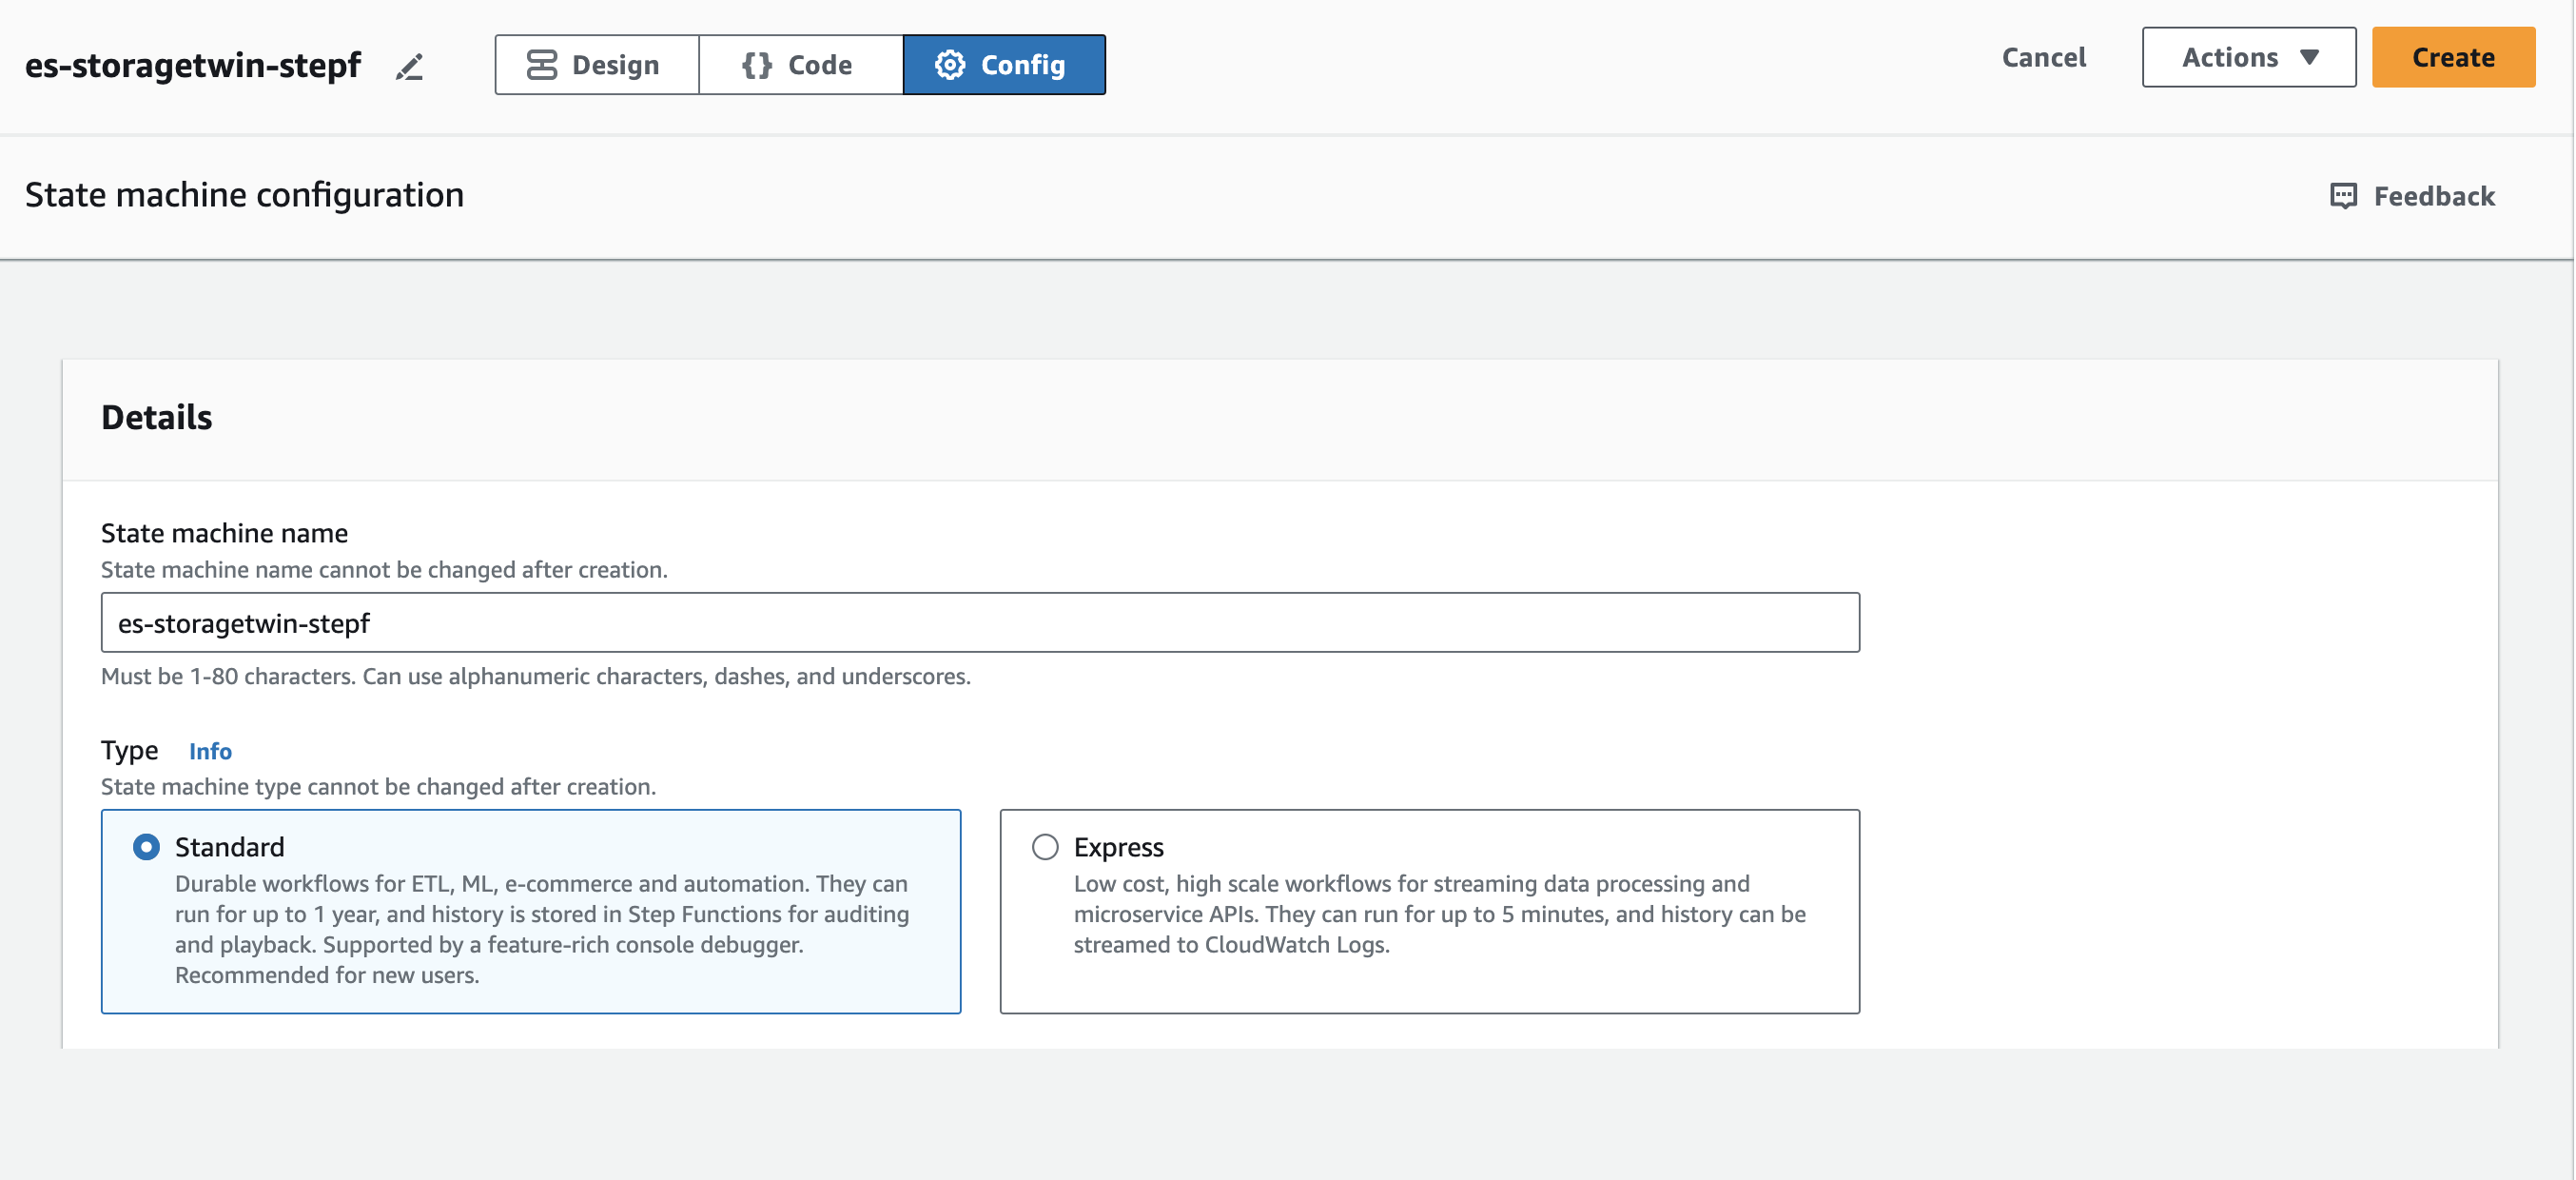 es-storagetwin-stepf
Design
{} Code
Config
Cancel
Actions
Create
State machine configuration
Feedback
Details
State machine name
State machine name cannot be changed after creation.
es-storagetwin-stepf
Must be 1-80 characters. Can use alphanumeric characters, dashes, and underscores.
Type Info
State machine type cannot be changed after creation.
Standard
Durable workflows for ETL, ML, e-commerce and automation. They can
run for up to 1 year, and history is stored in Step Functions for auditing
and playback. Supported by a feature-rich console debugger.
Recommended for new users.
Express
Low cost, high scale workflows for streaming data processing and
microservice APIs. They can run for up to 5 minutes, and history can be
streamed to CloudWatch Logs.